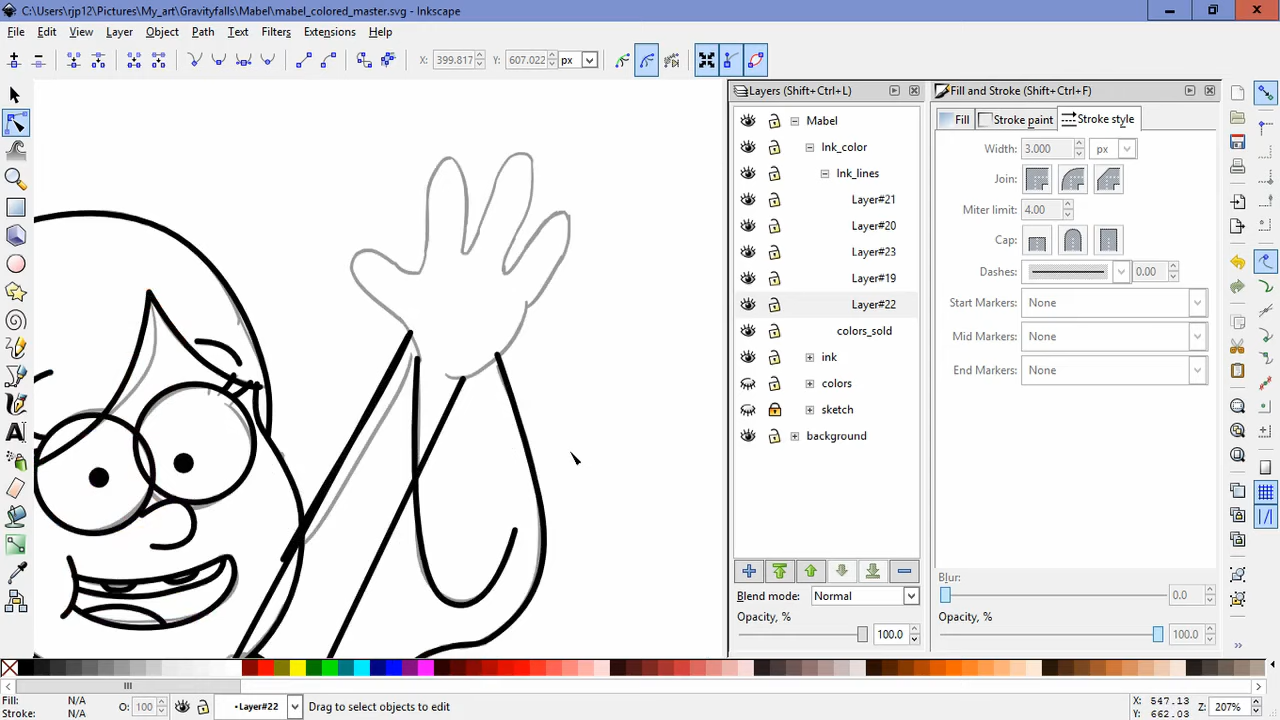 C:\Users\rjp12\Pictures\My_art\Gravityfalls\Mabel\mabel_colored_master.svg - Inkscape
File Edit View Layer Object Path Text Filters Extensions Help
X: 399.817 Y: 607.022 px
Layers (Shift+Ctrl+L)
Mabel
Ink_color
Ink_lines
Layer#21
Layer#20
Layer#23
Layer#19
Layer#22
colors_sold
ink
colors
sketch
background
Blend mode: Normal
Opacity, %
100.0
Fill and Stroke (Shift+Ctrl+F)
Fill Stroke paint Stroke style
Width: 3.000 px
Join:
Miter limit: 4.00
Cap:
Dashes: 0.00
Start Markers: None
Mid Markers: None
End Markers: None
Blur:
0.0
Opacity, %
100.0
Fill: N/A
Stroke: N/A
O: 100
•Layer#22
Drag to select objects to edit
X: 547.13
Y: 662.03
Z: 207%